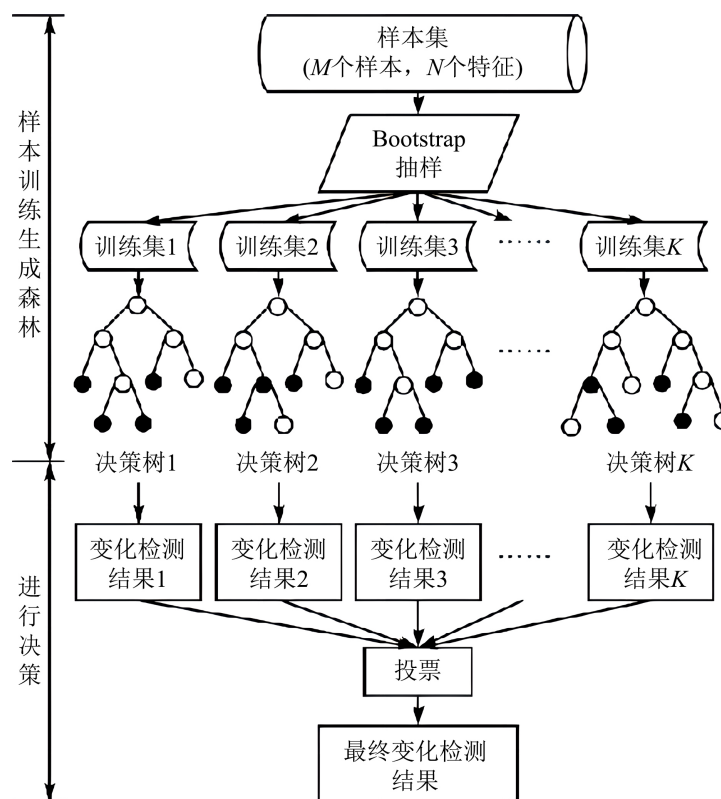 样本集
(M个样本，N个特征)
Bootstrap
抽样
样本训练生成森林
训练集1
训练集2
训练集3
……
训练集K
……
决策树1
决策树2
决策树3
决策树K
进行决策
变化检测
结果1
变化检测
结果2
变化检测
结果3
……
变化检测
结果K
投票
最终变化检测
结果